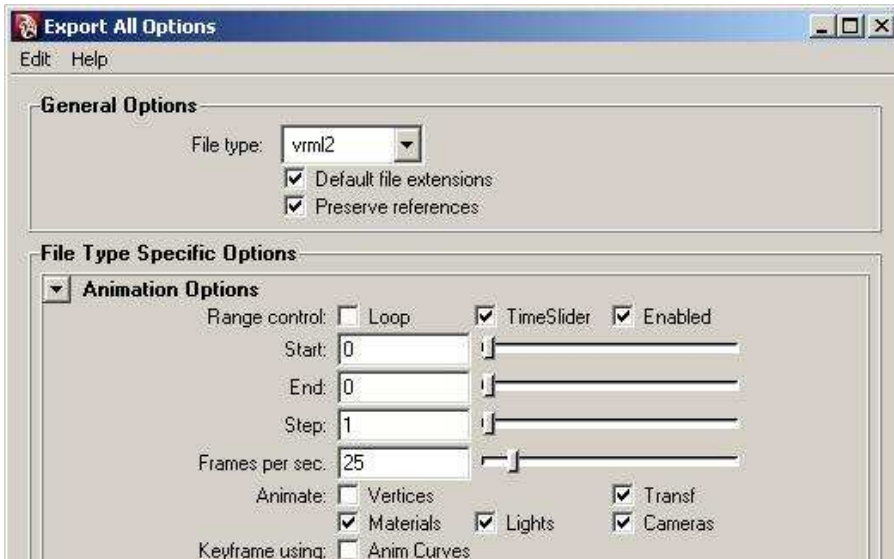 Export All Options
Edit Help
General Options
File type: vrml2
Default file extensions
Preserve references
File Type Specific Options
Animation Options
Range control: Loop TimeSlider Enabled
Start: 0
End: 0
Step: 1
Frames per sec. 25
Animate: Vertices Transf
Materials Lights Cameras
Keyframe using: Anim Curves